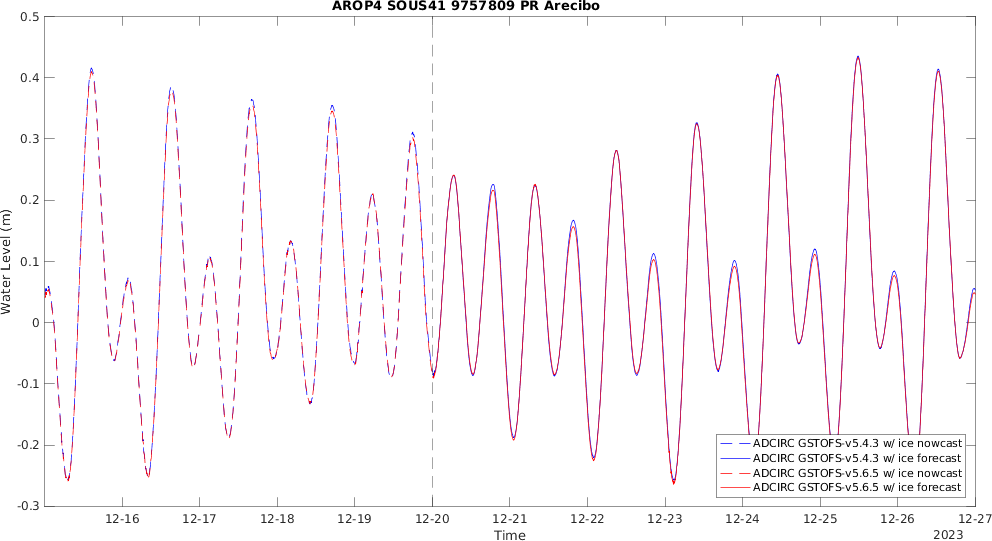 AROP4 SOUS41 9757809 PR Arecibo
0.5
0.4
0.3
0.2
0.1
0
-0.1
-0.2
-0.3
Water Level (m)
ADCIRC GSTOFS-v5.4.3 w/ ice nowcast
ADCIRC GSTOFS-v5.4.3 w/ ice forecast
ADCIRC GSTOFS-v5.6.5 w/ ice nowcast
ADCIRC GSTOFS-v5.6.5 w/ ice forecast
12-16 12-17 12-18 12-19 12-20 12-21 12-22 12-23 12-24 12-25 12-26 12-27
Time
2023